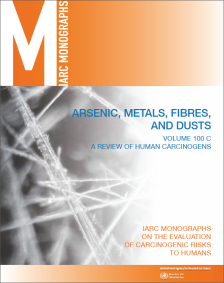 M
IARC MONOGRAPHS
ARSENIC, METALS, FIBRES,
AND DUSTS
VOLUME 100 C
A REVIEW OF HUMAN CARCINOGENS
IARC MONOGRAPHS
ON THE EVALUATION
OF CARCINOGENIC RISKS
TO HUMANS